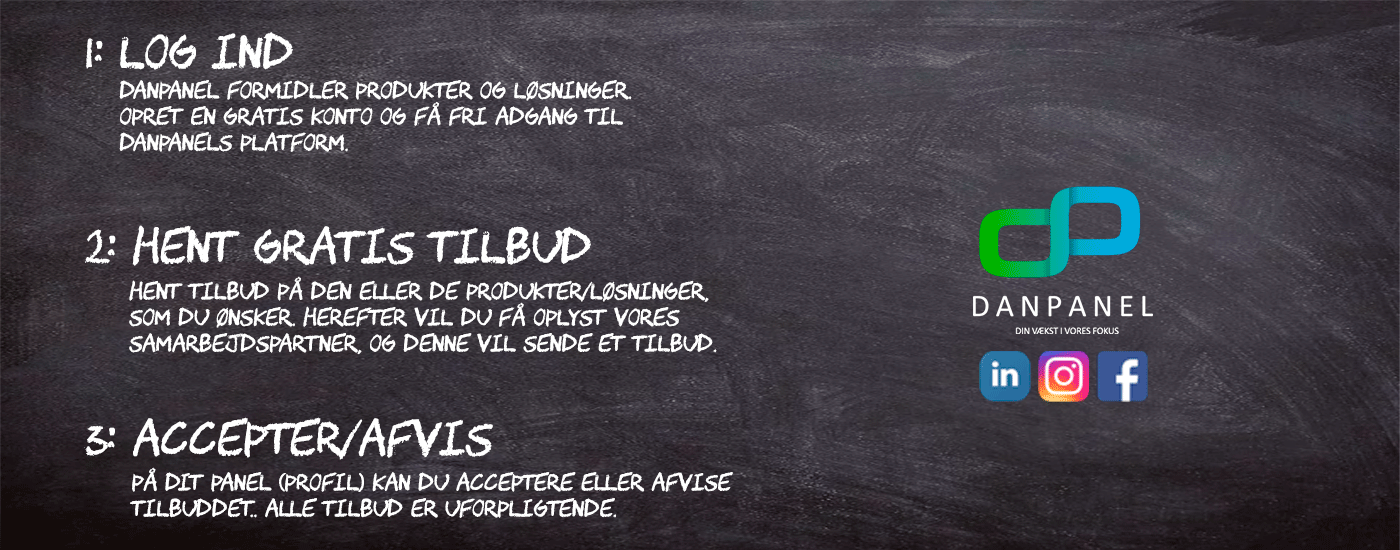 1: LOG IND
DANPANEL FORMIDLER PRODUKTER OG LØSNINGER.
OPRET EN GRATIS KONTO OG FÅ FRI ADGANG TIL
DANPANELS PLATFORM.
2: HENT GRATIS TILBUD
HENT TILBUD PÅ DEN ELLER DE PRODUKTER/LØSNINGER,
SOM DU ØNSKER. HEREFTER VIL DU FÅ OPLYST VORES
SAMARBEJDSPARTNER, OG DENNE VIL SENDE ET TILBUD.
3: ACCEPTER/AFVIS
PÅ DIT PANEL (PROFIL) KAN DU ACCEPTERE ELLER AFVISE
TILBUDDET.. ALLE TILBUD ER UFORPLIGTENDE.
DANPANEL
DIN VÆKST I VORES FOKUS
in
f